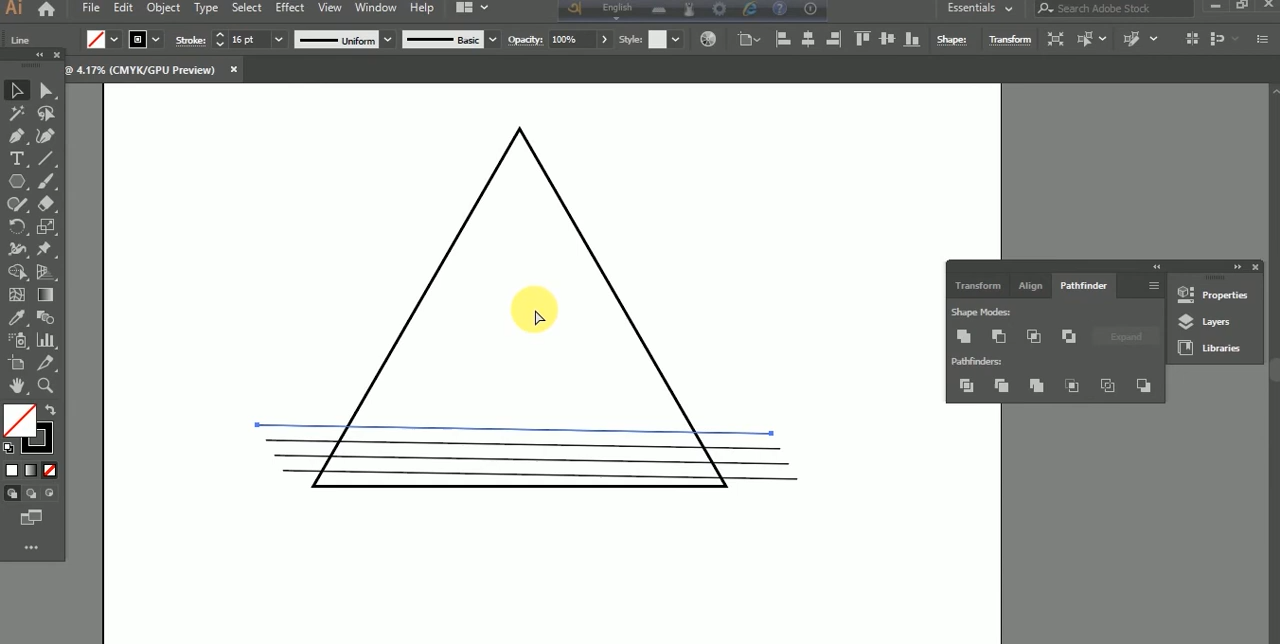 Ai File Edit Object Type Select Effect View Window Help English Essentials Search Adobe Stock
Line Stroke: 16 pt Uniform Basic Opacity: 100% Style: Shape: Transform
@ 4.17% (CMYK/GPU Preview)
Transform Align Pathfinder
Shape Modes:
Expand
Pathfinders:
Properties
Layers
Libraries